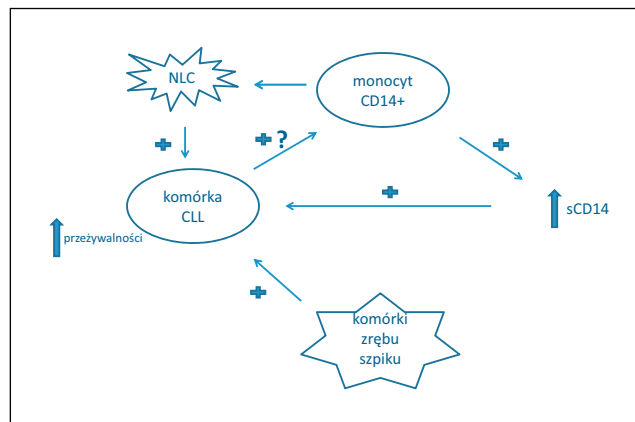 NLC
monocyt
CD14+
+
+ ?
+
komórka
CLL
+
sCD14
przeżywalności
+
komórki
zrębu
szpiku